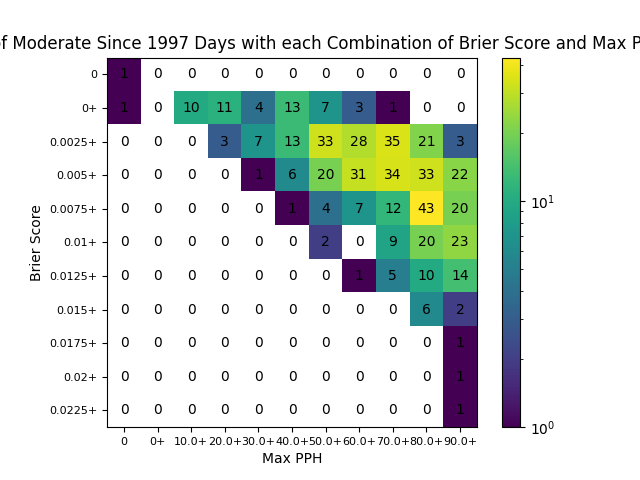 f Moderate Since 1997 Days with each Combination of Brier Score and Max P
0 1 0 0 0 0 0 0 0 0 0 0
0+ 1 0 10 11 4 13 7 3 1 0 0
0.0025+ 0 0 0 3 7 13 33 28 35 21 3
0.005+ 0 0 0 0 1 6 20 31 34 33 22
0.0075+ 0 0 0 0 0 1 4 7 12 43 20
0.01+ 0 0 0 0 0 0 2 0 9 20 23
0.0125+ 0 0 0 0 0 0 0 1 5 10 14
0.015+ 0 0 0 0 0 0 0 0 0 6 2
0.0175+ 0 0 0 0 0 0 0 0 0 0 1
0.02+ 0 0 0 0 0 0 0 0 0 0 1
0.0225+ 0 0 0 0 0 0 0 0 0 0 1
0 0+ 10.0+ 20.0+ 30.0+ 40.0+ 50.0+ 60.0+ 70.0+ 80.0+ 90.0+
Max PPH
Brier Score
10¹
10⁰